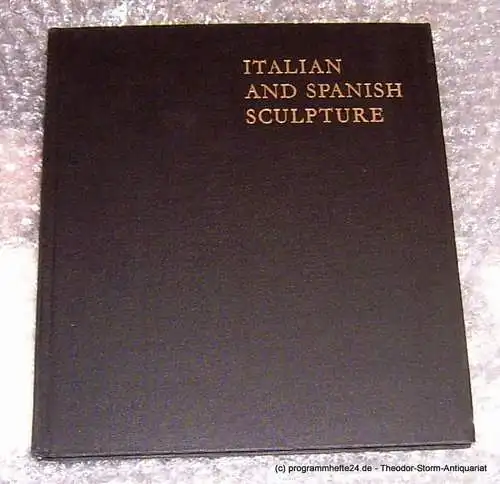 ITALIAN
AND SPANISH
SCULPTURE
(c) programmhefte24.de - Theodor-Storm-Antiquariat